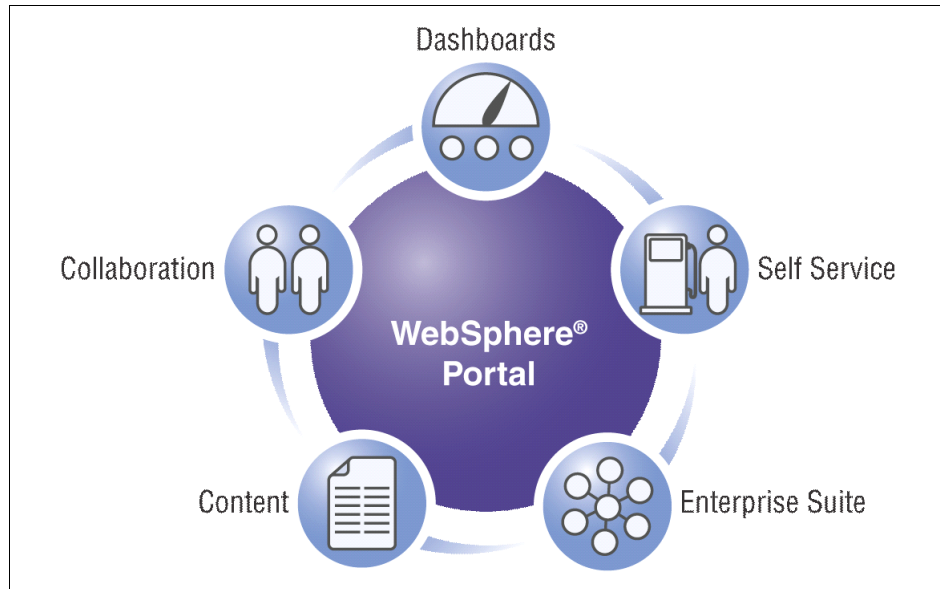 Dashboards
Collaboration
Self Service
WebSphere®
Portal
Content
Enterprise Suite